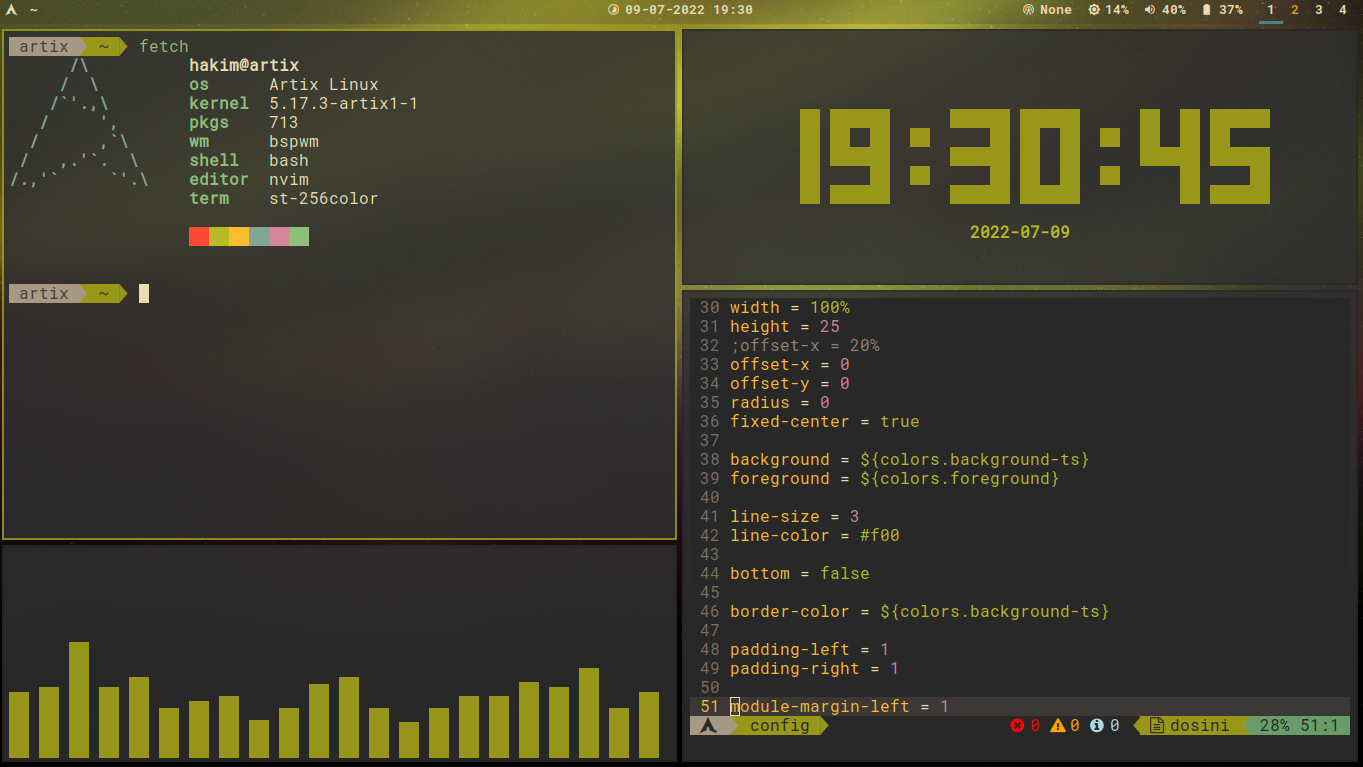 ~ 09-07-2022 19:30 None 14% 40% 37% 1 2 3 4
artix ~ fetch
hakim@artix
os Artix Linux
kernel 5.17.3-artix1-1
pkgs 713
wm bspwm
shell bash
editor nvim
term st-256color
artix ~
19:30:45
2022-07-09
30 width = 100%
31 height = 25
32 ;offset-x = 20%
33 offset-x = 0
34 offset-y = 0
35 radius = 0
36 fixed-center = true
37
38 background = ${colors.background-ts}
39 foreground = ${colors.foreground}
40
41 line-size = 3
42 line-color = #f00
43
44 bottom = false
45
46 border-color = ${colors.background-ts}
47
48 padding-left = 1
49 padding-right = 1
50
51 module-margin-left = 1
config 0 0 0 dosini 28% 51:1